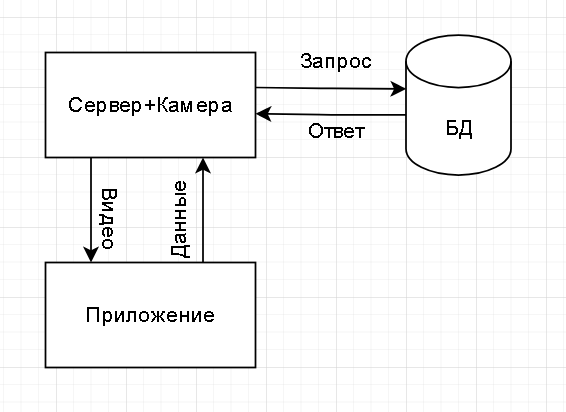 Запрос
Сервер+Камера
Ответ
БД
Видео
Данные
Приложение